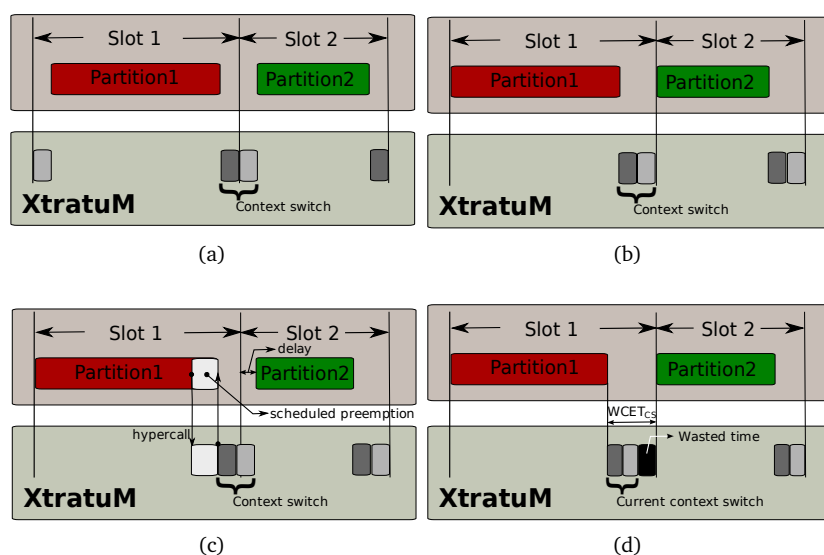 Slot 1 Slot 2
Partition1 Partition2
XtratuM
Context switch
(a)
Slot 1 Slot 2
Partition1 Partition2
XtratuM
Context switch
(b)
Slot 1 Slot 2
delay
Partition1 Partition2
scheduled preemption
hypercall
XtratuM
Context switch
(c)
Slot 1 Slot 2
Partition1 Partition2
WCETCS
Wasted time
XtratuM
Current context switch
(d)